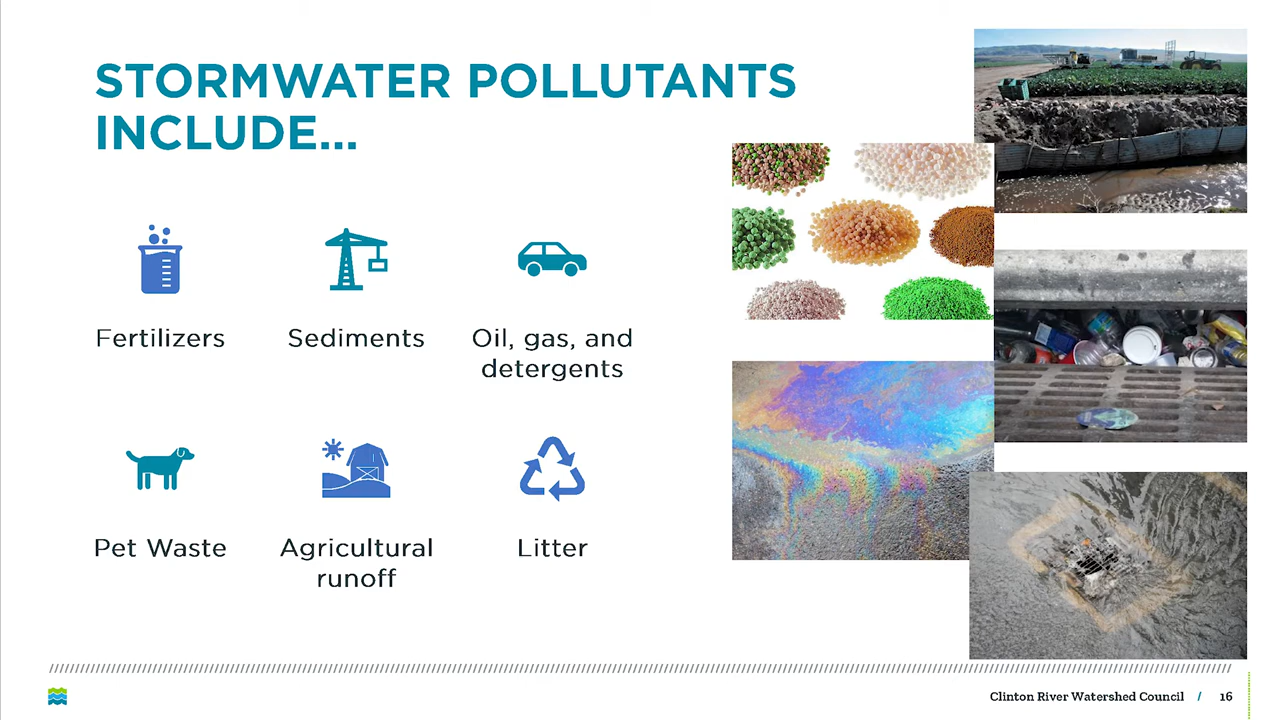 STORMWATER POLLUTANTS
INCLUDE...
Fertilizers
Sediments
Oil, gas, and
detergents
Pet Waste
Agricultural
runoff
Litter
Clinton River Watershed Council / 16